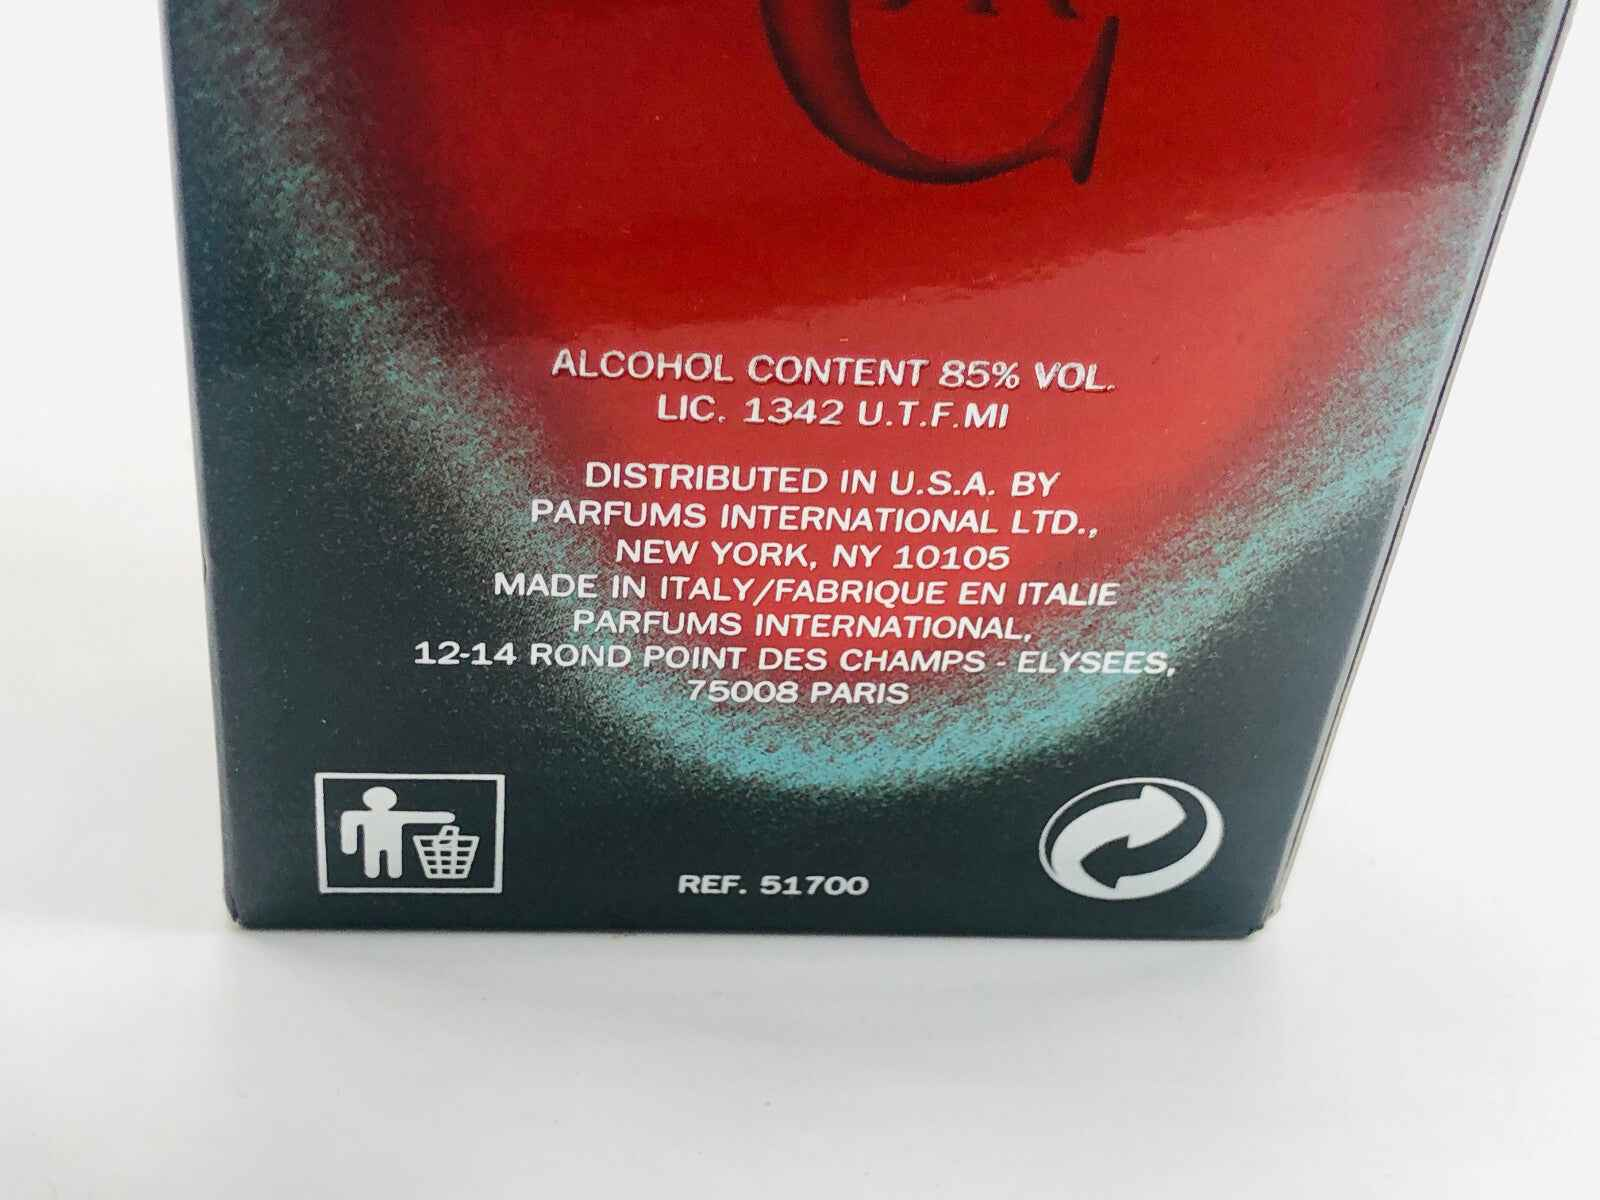 C
ALCOHOL CONTENT 85% VOL.
LIC. 1342 U.T.F.MI
DISTRIBUTED IN U.S.A. BY
PARFUMS INTERNATIONAL LTD.,
NEW YORK, NY 10105
MADE IN ITALY/FABRIQUE EN ITALIE
PARFUMS INTERNATIONAL,
12-14 ROND POINT DES CHAMPS - ELYSEES,
75008 PARIS
REF. 51700